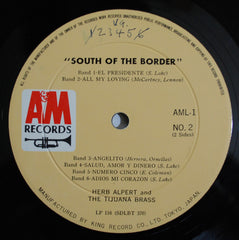 "SOUTH OF THE BORDER"
Band 1-EL PRESIDENTE (S. Lake)
Band 2-ALL MY LOVING (McCartney, Lennon)
AML-1
NO. 2
(2 Sides)
A&M
RECORDS
Band 3-ANGELITO (Herrera, Ornellas)
Band 4-SALUD, AMOR Y DINERO (S. Lake)
Band 5-NUMERO CINCO (S. Coleman)
Band 6-ADIOS MI CORAZON (S. Lake)
HERB ALPERT and
THE TIJUANA BRASS
LP 114 (SDLBT 370)
MFD. BY KING RECORD CO. LTD. TOKYO, JAPAN